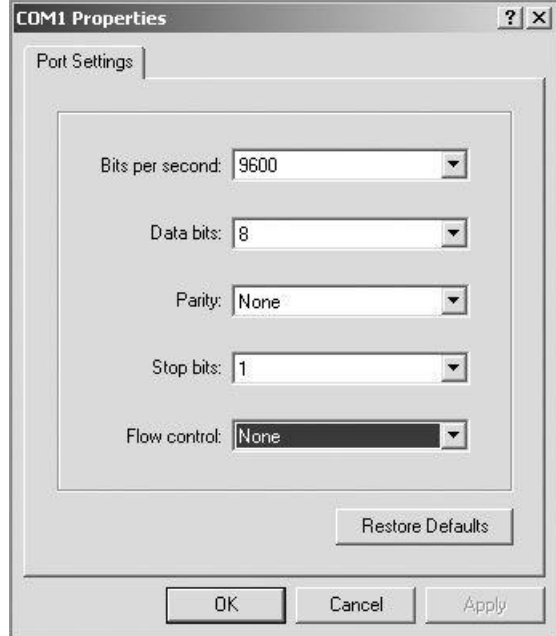 COM1 Properties
Port Settings
Bits per second: 9600
Data bits: 8
Parity: None
Stop bits: 1
Flow control: None
Restore Defaults
OK Cancel Apply